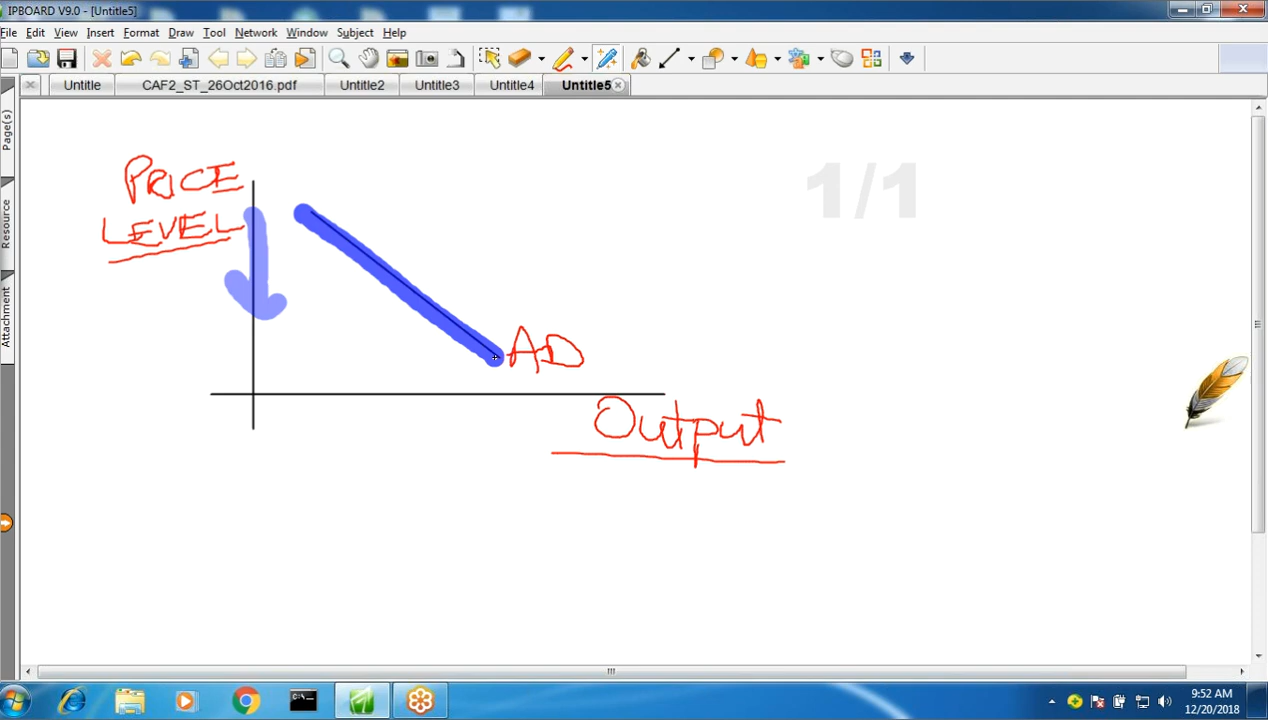 IPBOARD V9.0 - [Untitle5]
File Edit View Insert Format Draw Tool Network Window Subject Help
Untitle CAF2_ST_26Oct2016.pdf Untitle2 Untitle3 Untitle4 Untitle5
Page(s)
Resource
Attachment
1/1
PRICE
LEVEL
AD
Output
9:52 AM
12/20/2018